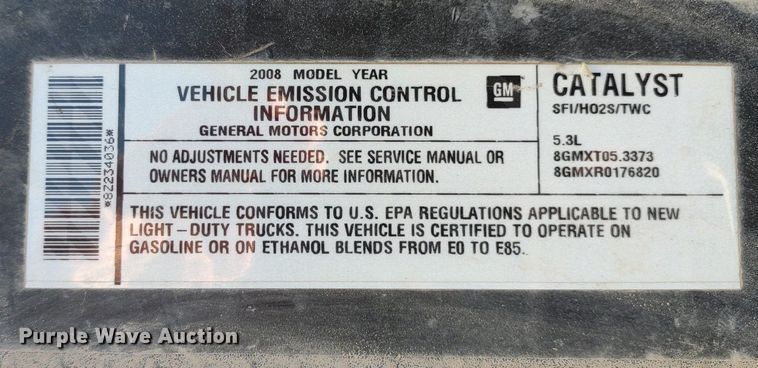 2008 MODEL YEAR
VEHICLE EMISSION CONTROL
INFORMATION
GENERAL MOTORS CORPORATION
GM
CATALYST
SFI/HO2S/TWC
5.3L
8GMXT05.3373
8GMXR0176820
NO ADJUSTMENTS NEEDED. SEE SERVICE MANUAL OR
OWNERS MANUAL FOR MORE INFORMATION.
THIS VEHICLE CONFORMS TO U.S. EPA REGULATIONS APPLICABLE TO NEW
LIGHT-DUTY TRUCKS. THIS VEHICLE IS CERTIFIED TO OPERATE ON
GASOLINE OR ON ETHANOL BLENDS FROM E0 TO E85.
*8Z234036*
Purple Wave Auction